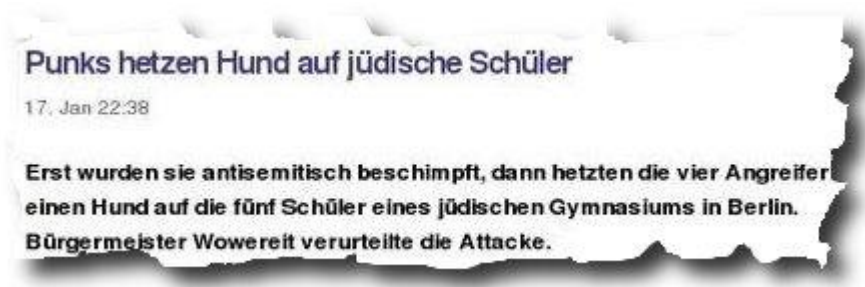 Punks hetzen Hund auf jüdische Schüler
17. Jan 22:38
Erst wurden sie antisemitisch beschimpft, dann hetzten die vier Angreifer
einen Hund auf die fünf Schüler eines jüdischen Gymnasiums in Berlin.
Bürgermeister Wowereit verurteilte die Attacke.